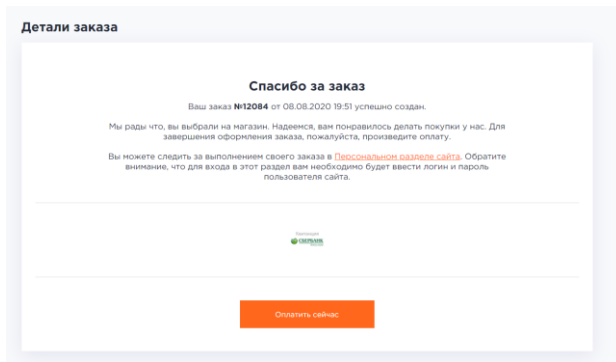 Детали заказа
Спасибо за заказ
Ваш заказ №12084 от 08.08.2020 19:51 успешно создан.
Мы рады что, вы выбрали на магазин. Надеемся, вам понравилось делать покупки у нас. Для
завершения оформления заказа, пожалуйста, произведите оплату.
Вы можете следить за выполнением своего заказа в Персональном разделе сайта. Обратите
внимание, что для входа в этот раздел вам необходимо будет ввести логин и пароль
пользователя сайта.
СБЕРБАНК
Оплатить сейчас